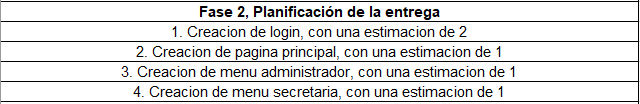 Fase 2, Planificación de la entrega
1. Creacion de login, con una estimacion de 2
2. Creacion de pagina principal, con una estimacion de 1
3. Creacion de menu administrador, con una estimacion de 1
4. Creacion de menu secretaria, con una estimacion de 1